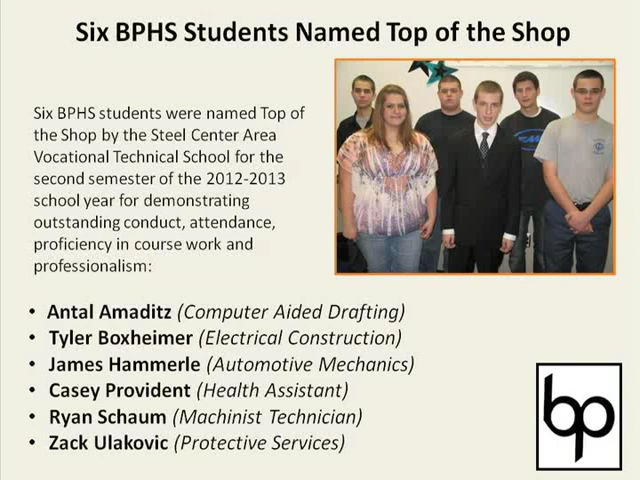 Six BPHS Students Named Top of the Shop
Six BPHS students were named Top of
the Shop by the Steel Center Area
Vocational Technical School for the
second semester of the 2012-2013
school year for demonstrating
outstanding conduct, attendance,
proficiency in course work and
professionalism:
• Antal Amaditz (Computer Aided Drafting)
• Tyler Boxheimer (Electrical Construction)
• James Hammerle (Automotive Mechanics)
• Casey Provident (Health Assistant)
• Ryan Schaum (Machinist Technician)
• Zack Ulakovic (Protective Services)
bp